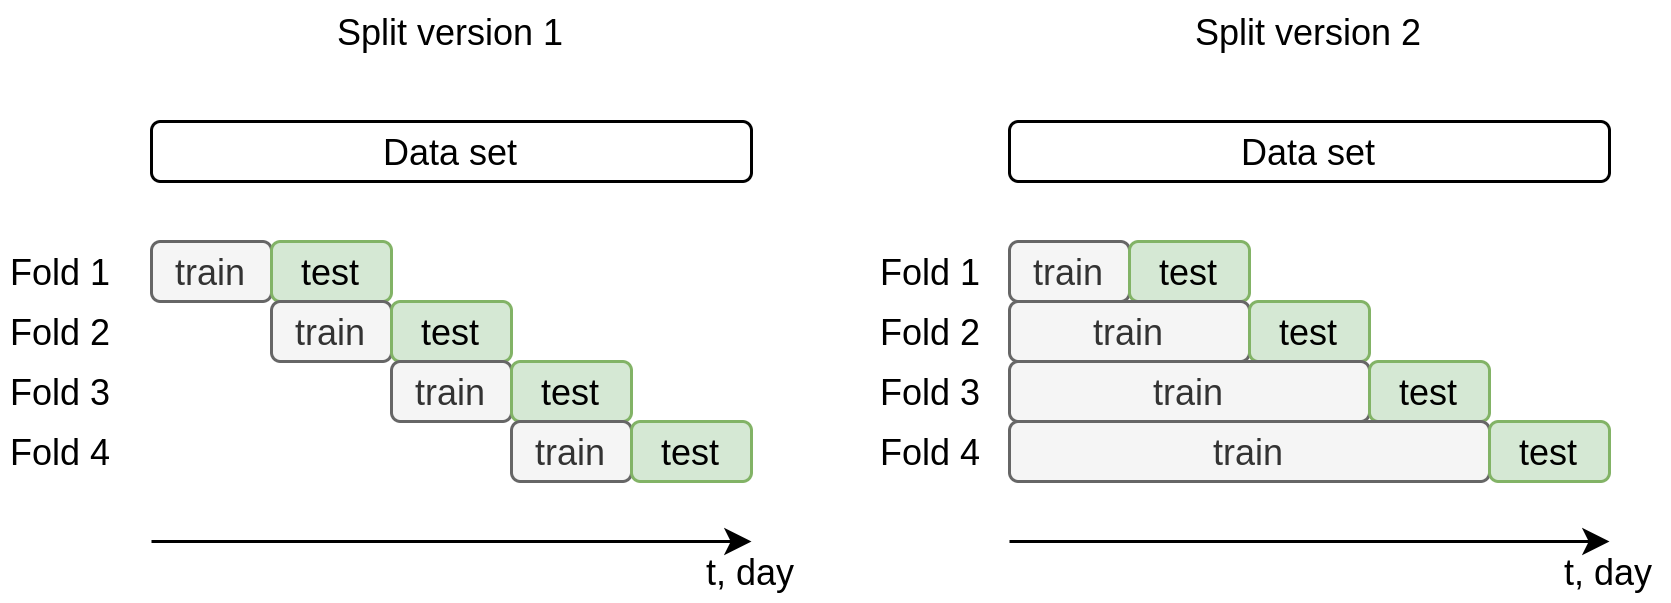 Split version 1
Data set
Fold 1 train test
Fold 2 train test
Fold 3 train test
Fold 4 train test
t, day
Split version 2
Data set
Fold 1 train test
Fold 2 train test
Fold 3 train test
Fold 4 train test
t, day